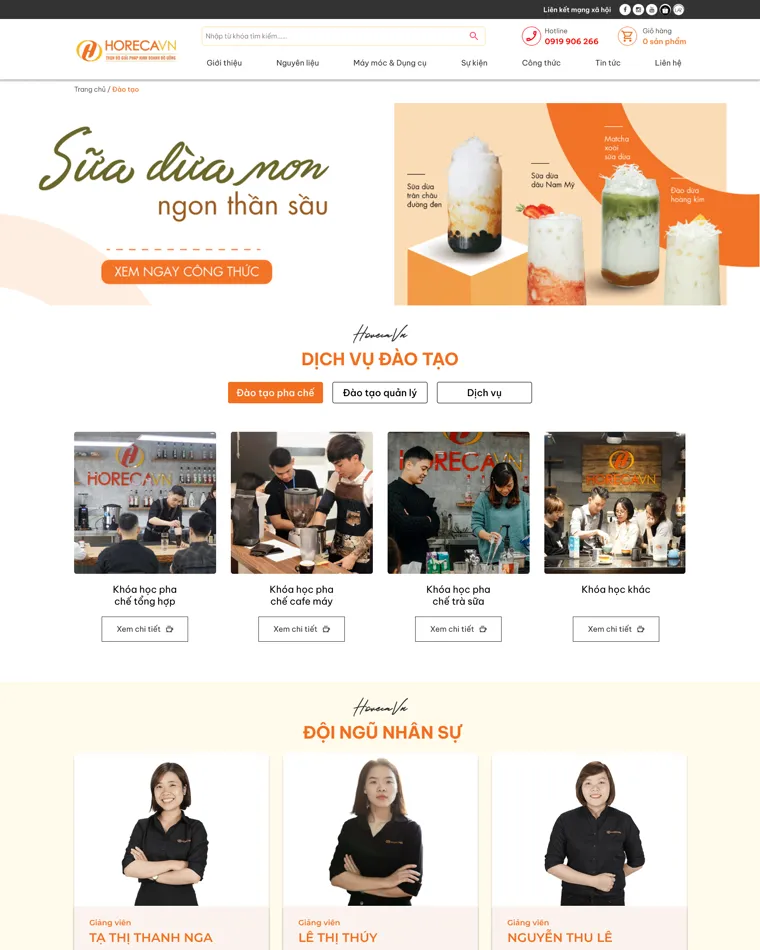 Liên kết mạng xã hội
HORECAVN
Nhập từ khóa tìm kiếm.....
Hotline
0919 906 266
Giỏ hàng
0 sản phẩm
Giới thiệu
Nguyên liệu
Máy móc & Dụng cụ
Sự kiện
Công thức
Tin tức
Liên hệ
Trang chủ / Đào tạo
Sữa dừa non
ngon thần sầu
XEM NGAY CÔNG THỨC
Sữa dừa
trân châu
đường đen
Sữa dừa
dâu Nam Mỹ
Matcha
xoài
sữa dừa
Đào dừa
hoàng kim
HorecaVn
DỊCH VỤ ĐÀO TẠO
Đào tạo pha chế
Đào tạo quản lý
Dịch vụ
HORECAVN
HORECAVN
HORECAVN
Khóa học pha
chế tổng hợp
Khóa học pha
chế cafe máy
Khóa học pha
chế trà sữa
Khóa học khác
Xem chi tiết
Xem chi tiết
Xem chi tiết
Xem chi tiết
HorecaVn
ĐỘI NGŨ NHÂN SỰ
Giảng viên
TẠ THỊ THANH NGA
Giảng viên
LÊ THỊ THÚY
Giảng viên
NGUYỄN THU LÊ